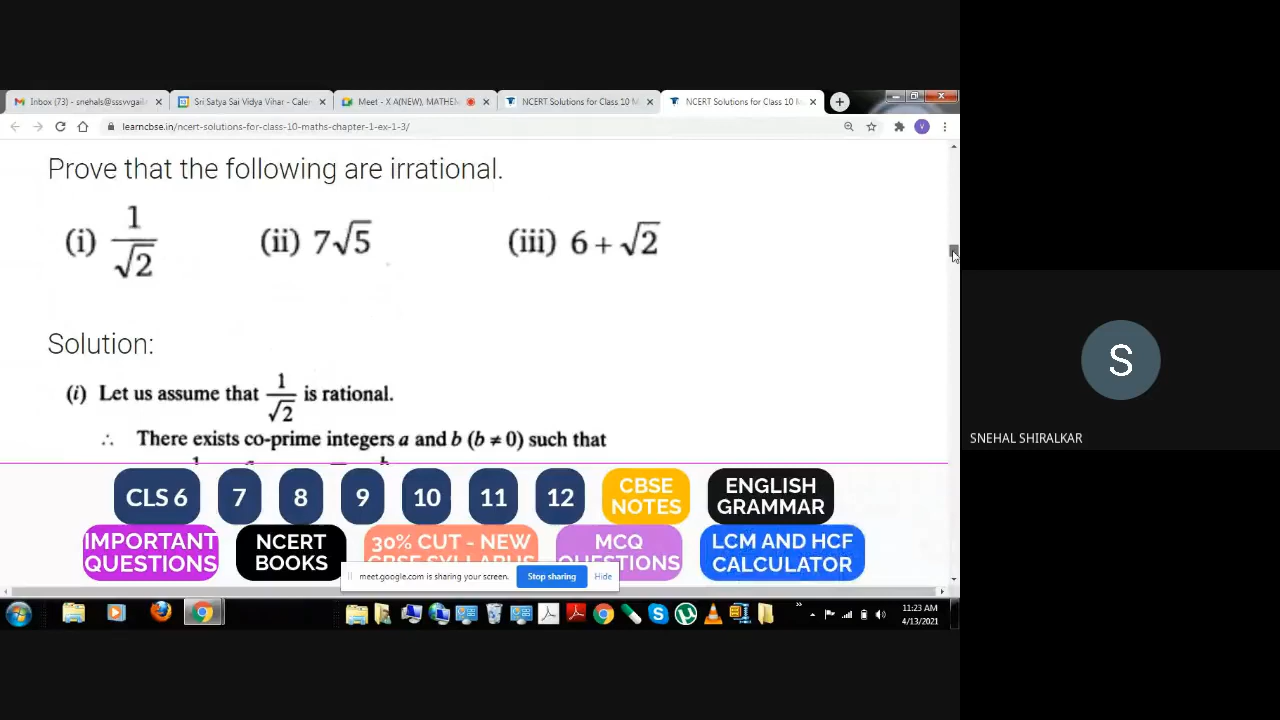 Inbox (73) - snehals@sssvvgail
Sri Satya Sai Vidya Vihar - Cale
Meet - X A(NEW), MATHEM
NCERT Solutions for Class 10 M
NCERT Solutions for Class 10 M
learncbse.in/ncert-solutions-for-class-10-maths-chapter-1-ex-1-3/
V
Prove that the following are irrational.
(i) 1/√2 (ii) 7√5 (iii) 6 + √2
Solution:
(i) Let us assume that 1/√2 is rational.
∴ There exists co-prime integers a and b (b ≠ 0) such that
CLS 6 7 8 9 10 11 12 CBSE NOTES ENGLISH GRAMMAR
IMPORTANT QUESTIONS NCERT BOOKS 30% CUT - NEW CBSE SYLLABUS MCQ QUESTIONS LCM AND HCF CALCULATOR
meet.google.com is sharing your screen. Stop sharing Hide
11:23 AM
4/13/2021
S
SNEHAL SHIRALKAR